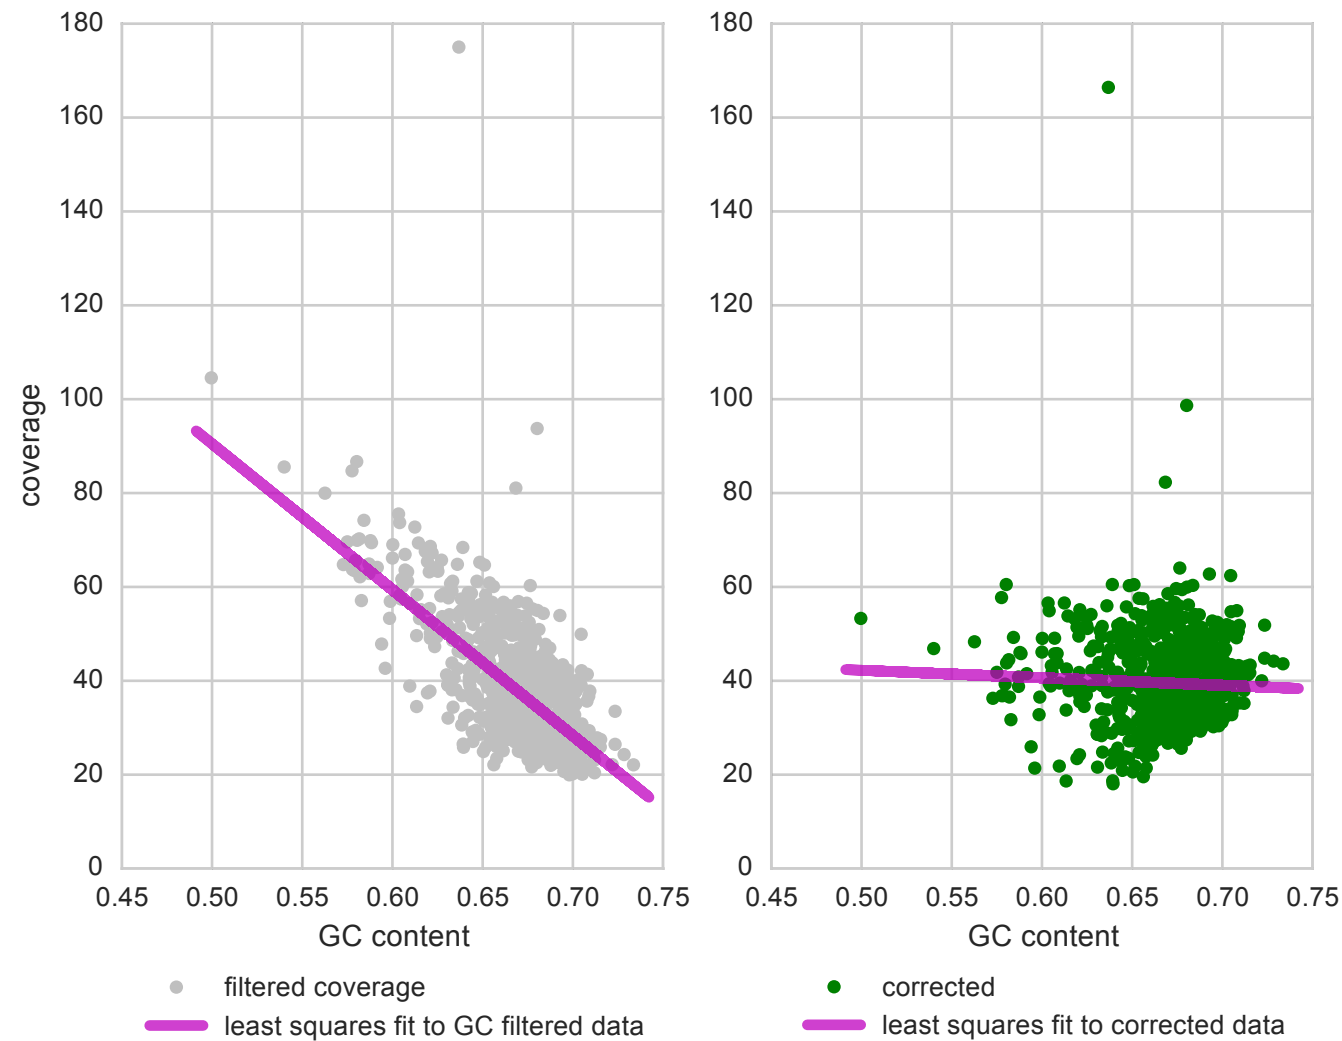 180
160
140
120
100
80
60
40
20
0
coverage
0.45 0.50 0.55 0.60 0.65 0.70 0.75
GC content
filtered coverage
least squares fit to GC filtered data
180
160
140
120
100
80
60
40
20
0
0.45 0.50 0.55 0.60 0.65 0.70 0.75
GC content
corrected
least squares fit to corrected data